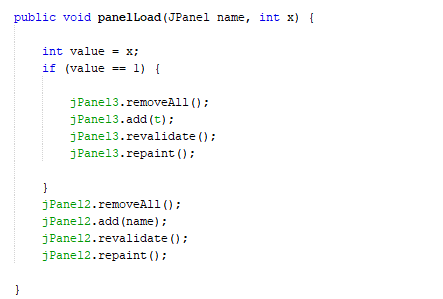 public void panelLoad(JPanel name, int x) {
int value = x;
if (value == 1) {
jPanel3.removeAll();
jPanel3.add(t);
jPanel3.revalidate();
jPanel3.repaint();
}
jPanel2.removeAll();
jPanel2.add(name);
jPanel2.revalidate();
jPanel2.repaint();
}